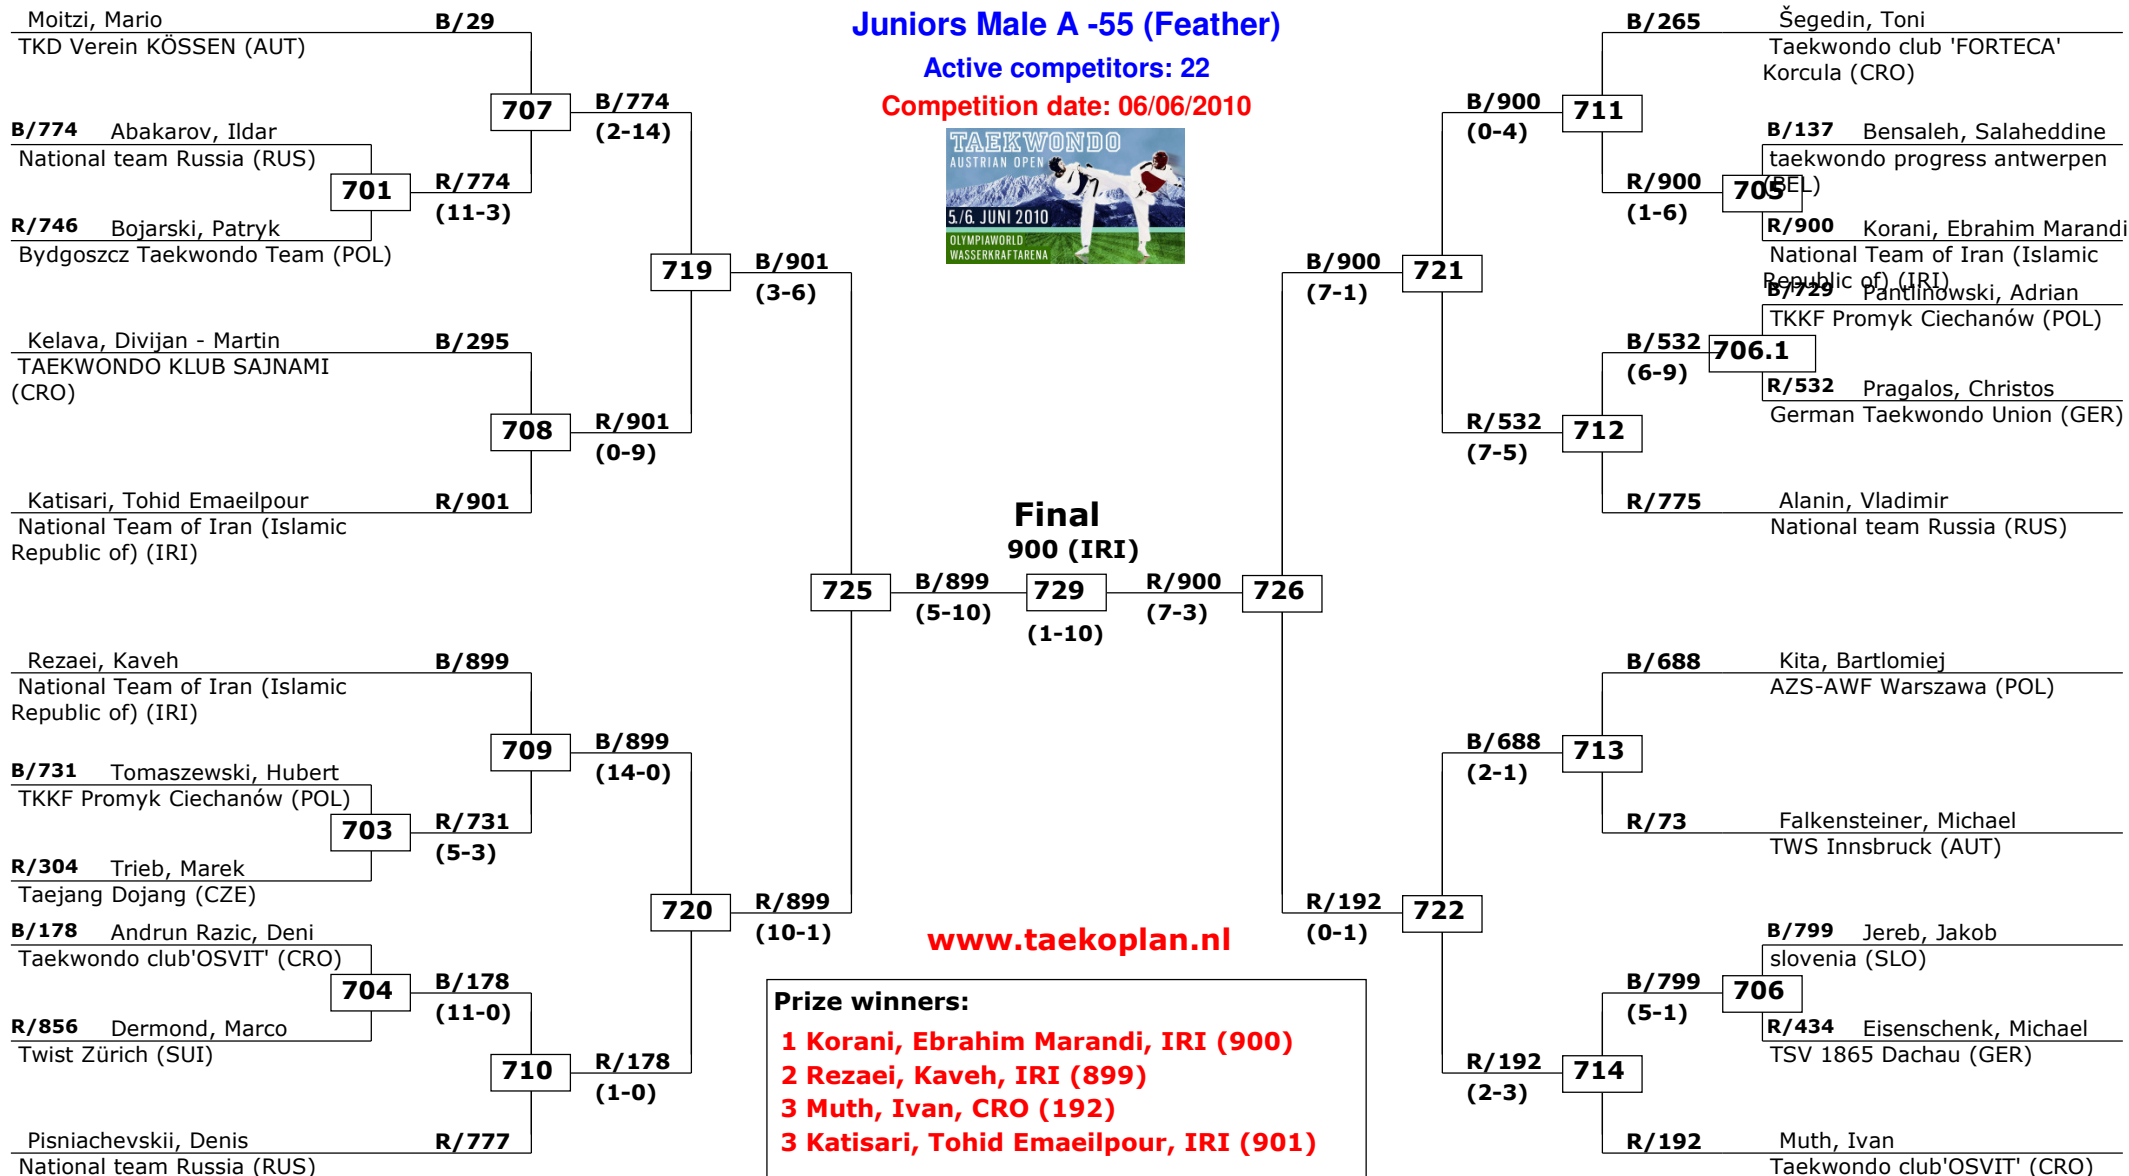 Juniors Male A -55 (Feather)
Active competitors: 22
Competition date: 06/06/2010
TAEKWONDO
AUSTRIAN OPEN
5./6. JUNI 2010
OLYMPIAWORLD
WASSERKRAFTARENA
Moitzi, Mario B/29
TKD Verein KÖSSEN (AUT)
707
B/774
(2-14)
B/774 Abakarov, Ildar
National team Russia (RUS)
701
R/774
(11-3)
R/746 Bojarski, Patryk
Bydgoszcz Taekwondo Team (POL)
719
B/901
(3-6)
Kelava, Divijan - Martin B/295
TAEKWONDO KLUB SAJNAMI
(CRO)
708
R/901
(0-9)
Katisari, Tohid Emaeilpour R/901
National Team of Iran (Islamic
Republic of) (IRI)
725
B/899
(5-10)
Final
900 (IRI)
729
(1-10)
R/900
(7-3)
726
Rezaei, Kaveh B/899
National Team of Iran (Islamic
Republic of) (IRI)
709
B/899
(14-0)
B/731 Tomaszewski, Hubert
TKKF Promyk Ciechanów (POL)
703
R/731
(5-3)
R/304 Trieb, Marek
Taejang Dojang (CZE)
720
R/899
(10-1)
B/178 Andrun Razic, Deni
Taekwondo club'OSVIT' (CRO)
704
B/178
(11-0)
R/856 Dermond, Marco
Twist Zürich (SUI)
710
R/178
(1-0)
Pisniachevskii, Denis R/777
National team Russia (RUS)
B/265 Šegedin, Toni
Taekwondo club 'FORTECA'
Korcula (CRO)
B/900
(0-4)
711
B/137 Bensaleh, Salaheddine
taekwondo progress antwerpen
(BEL)
R/900
(1-6)
705
R/900 Korani, Ebrahim Marandi
National Team of Iran (Islamic
Republic of) (IRI)
B/900
(7-1)
721
B/729 Pantlinowski, Adrian
TKKF Promyk Ciechanów (POL)
B/532
(6-9)
706.1
R/532 Pragalos, Christos
German Taekwondo Union (GER)
R/532
(7-5)
712
R/775 Alanin, Vladimir
National team Russia (RUS)
B/688 Kita, Bartlomiej
AZS-AWF Warszawa (POL)
B/688
(2-1)
713
R/73 Falkensteiner, Michael
TWS Innsbruck (AUT)
R/192
(0-1)
722
B/799 Jereb, Jakob
slovenia (SLO)
B/799
(5-1)
706
R/434 Eisenschenk, Michael
TSV 1865 Dachau (GER)
R/192
(2-3)
714
R/192 Muth, Ivan
Taekwondo club'OSVIT' (CRO)
www.taekoplan.nl
Prize winners:
1 Korani, Ebrahim Marandi, IRI (900)
2 Rezaei, Kaveh, IRI (899)
3 Muth, Ivan, CRO (192)
3 Katisari, Tohid Emaeilpour, IRI (901)